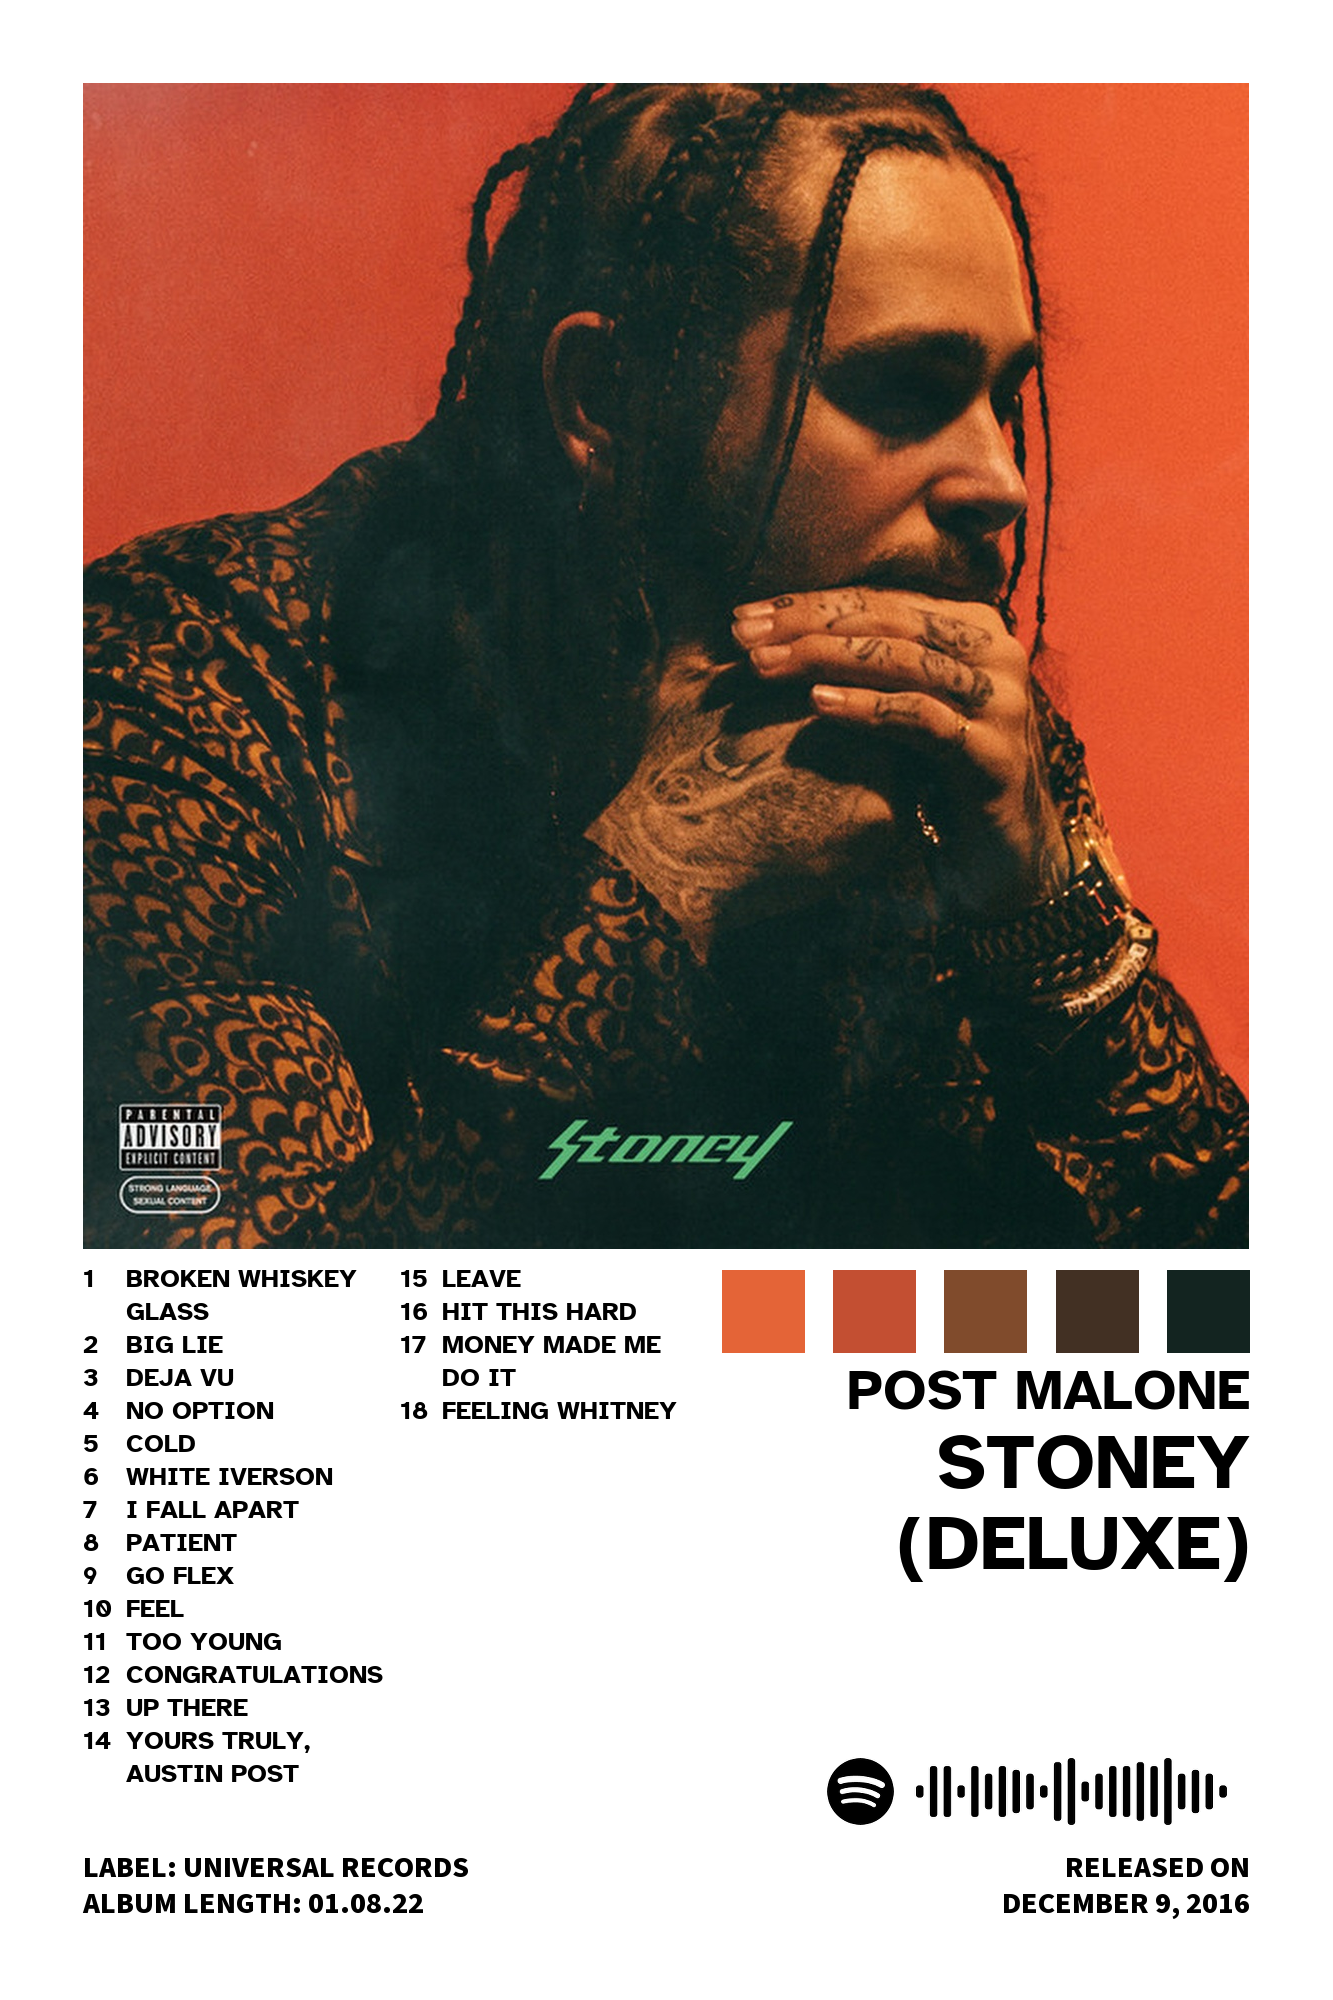 PARENTAL
ADVISORY
EXPLICIT CONTENT
STRONG LANGUAGE
SEXUAL CONTENT
Stoney
1 BROKEN WHISKEY
GLASS
2 BIG LIE
3 DEJA VU
4 NO OPTION
5 COLD
6 WHITE IVERSON
7 I FALL APART
8 PATIENT
9 GO FLEX
10 FEEL
11 TOO YOUNG
12 CONGRATULATIONS
13 UP THERE
14 YOURS TRULY,
AUSTIN POST
15 LEAVE
16 HIT THIS HARD
17 MONEY MADE ME
DO IT
18 FEELING WHITNEY
POST MALONE
STONEY
(DELUXE)
LABEL: UNIVERSAL RECORDS
ALBUM LENGTH: 01.08.22
RELEASED ON
DECEMBER 9, 2016